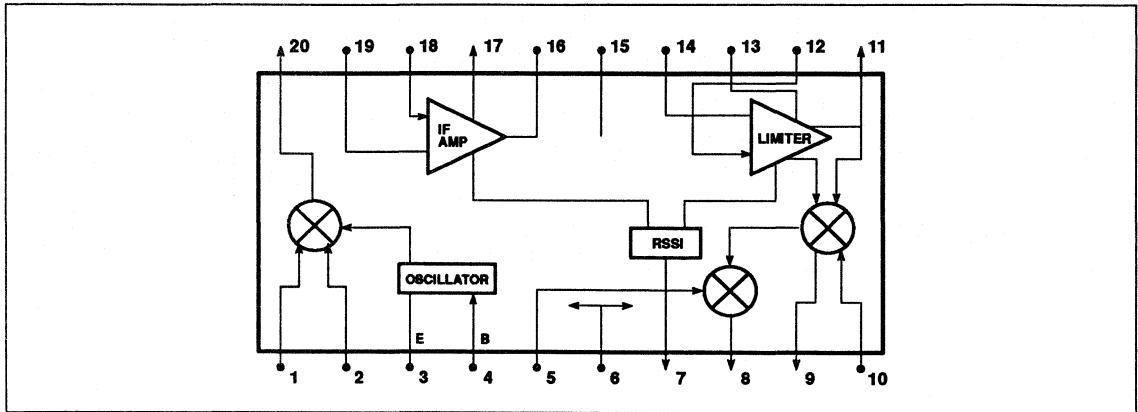 20 19 18 17 16 15 14 13 12 11
IF
AMP
LIMITER
RSSI
OSCILLATOR
E B
1 2 3 4 5 6 7 8 9 10